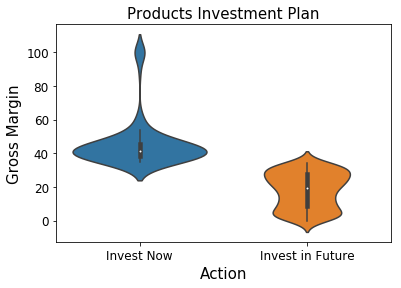 Products Investment Plan
Gross Margin
100
80
60
40
20
0
Invest Now
Invest in Future
Action